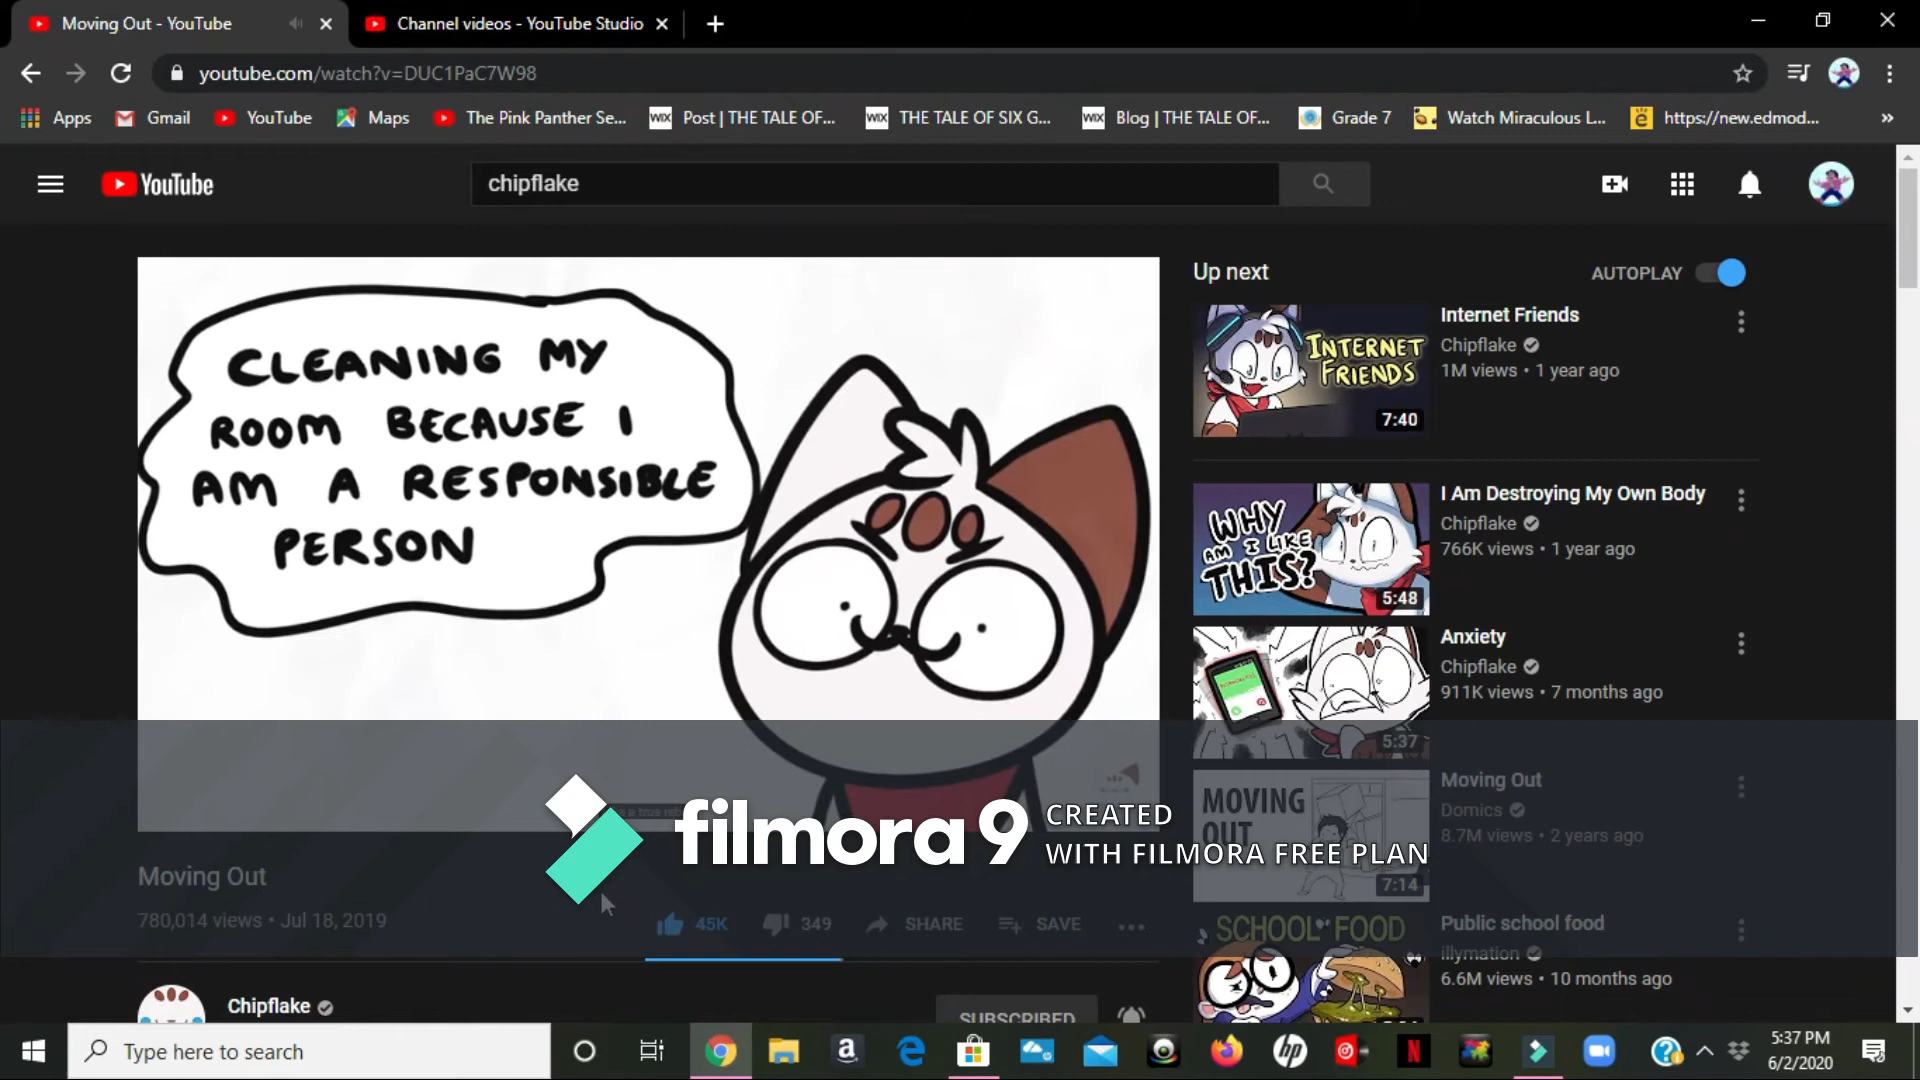 Moving Out - YouTube
Channel videos - YouTube Studio
youtube.com/watch?v=DUC1PaC7W98
Apps
Gmail
YouTube
Maps
The Pink Panther Se...
WIX
Post | THE TALE OF...
WIX
THE TALE OF SIX G...
WIX
Blog | THE TALE OF...
Grade 7
Watch Miraculous L...
https://new.edmod...
YouTube
chipflake
CLEANING MY
ROOM BECAUSE I
AM A RESPONSIBLE
PERSON
Up next
AUTOPLAY
INTERNET
FRIENDS
7:40
Internet Friends
Chipflake
1M views • 1 year ago
WHY
AM I LIKE
THIS?
5:48
I Am Destroying My Own Body
Chipflake
766K views • 1 year ago
5:37
Anxiety
Chipflake
911K views • 7 months ago
MOVING
OUT
7:14
Moving Out
Domics
8.7M views • 2 years ago
SCHOOL FOOD
Public school food
illymation
6.6M views • 10 months ago
filmora 9
CREATED
WITH FILMORA FREE PLAN
Moving Out
780,014 views • Jul 18, 2019
45K
349
SHARE
SAVE
Chipflake
SUBSCRIBED
Type here to search
5:37 PM
6/2/2020